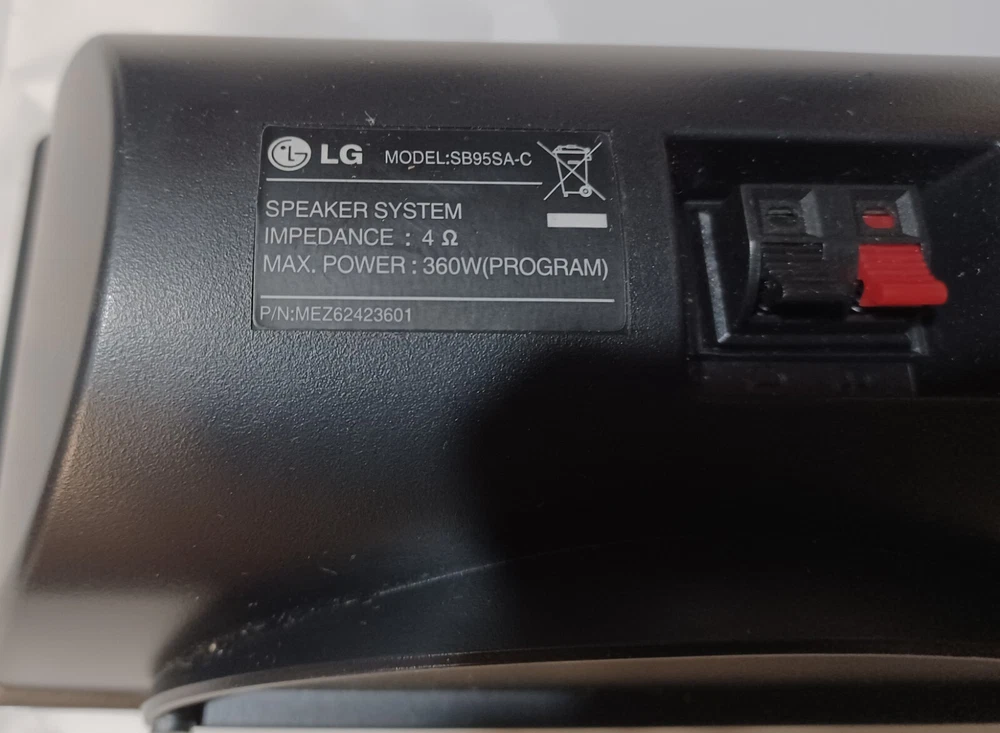 LG MODEL:SB95SA-C
SPEAKER SYSTEM
IMPEDANCE : 4 Ω
MAX. POWER : 360W(PROGRAM)
P/N:MEZ62423601